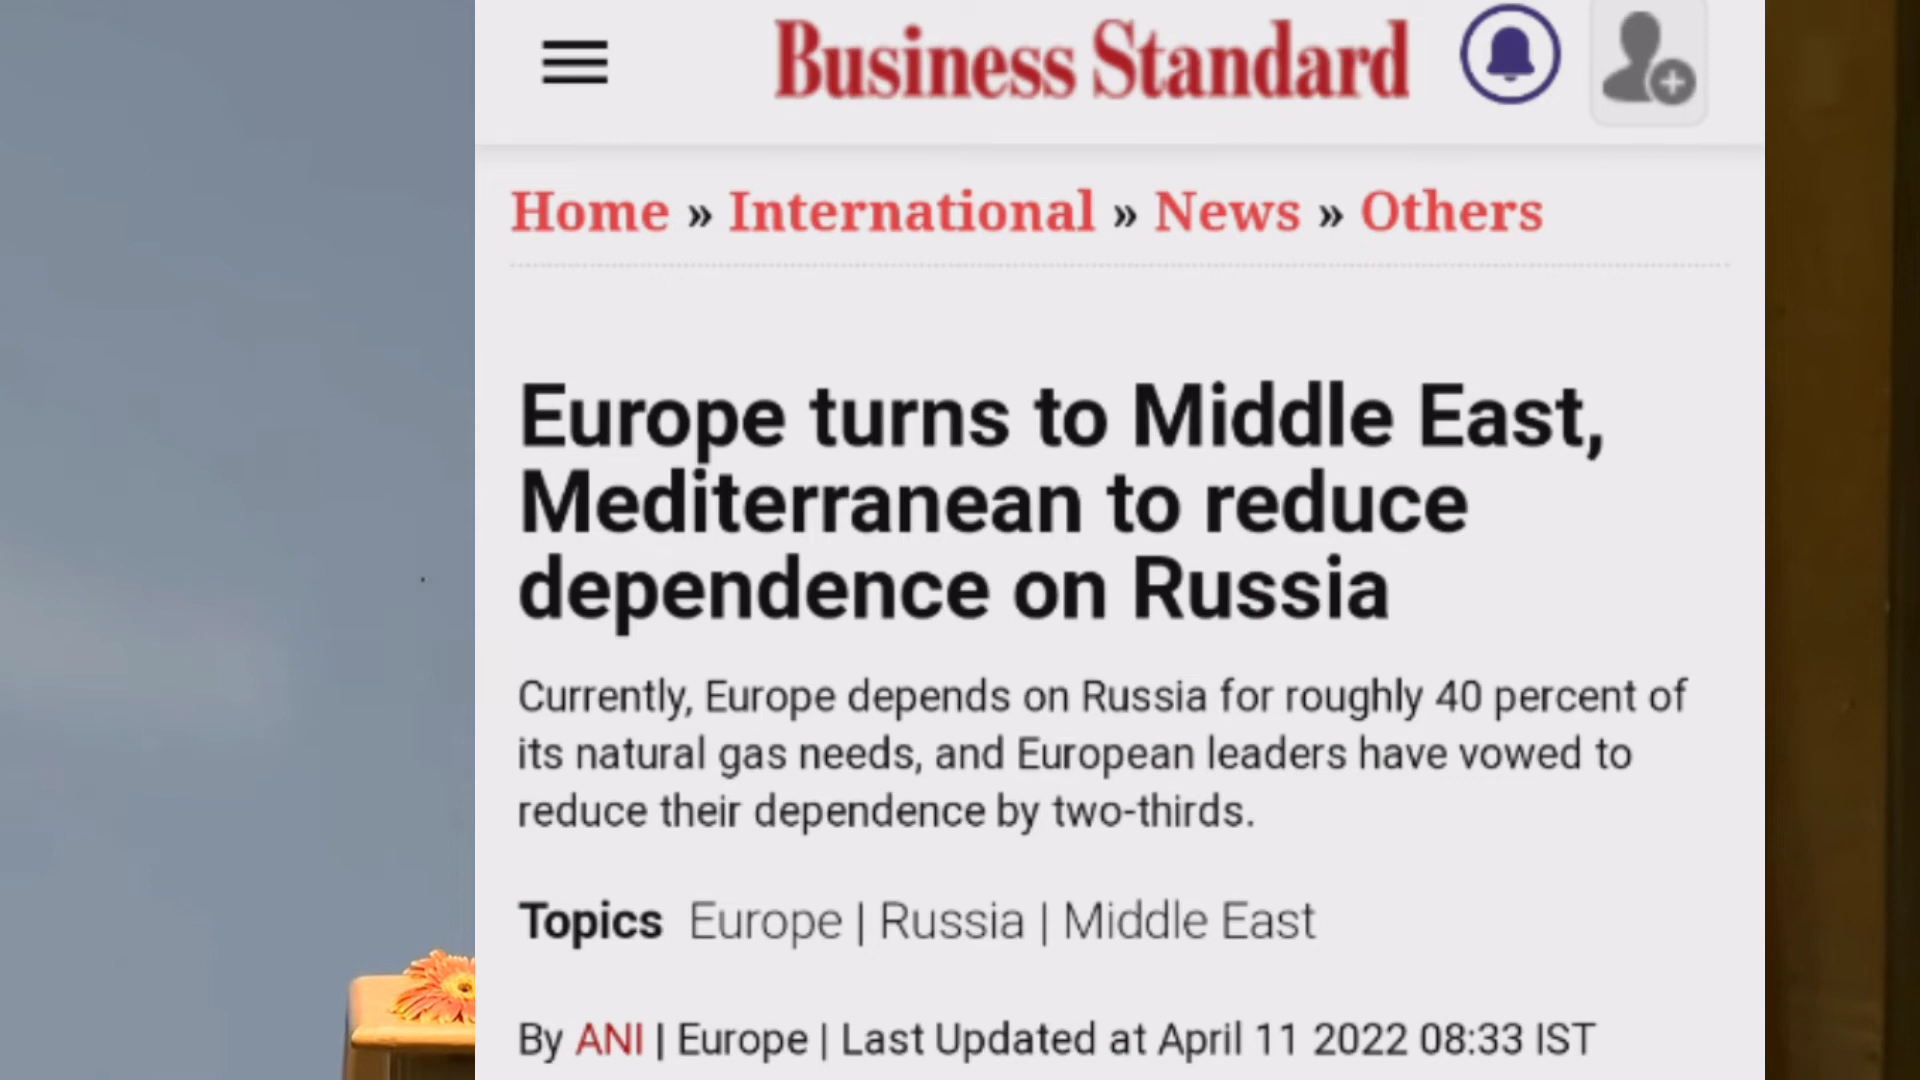 Business Standard
Home » International » News » Others
Europe turns to Middle East,
Mediterranean to reduce
dependence on Russia
Currently, Europe depends on Russia for roughly 40 percent of
its natural gas needs, and European leaders have vowed to
reduce their dependence by two-thirds.
Topics Europe | Russia | Middle East
By ANI | Europe | Last Updated at April 11 2022 08:33 IST